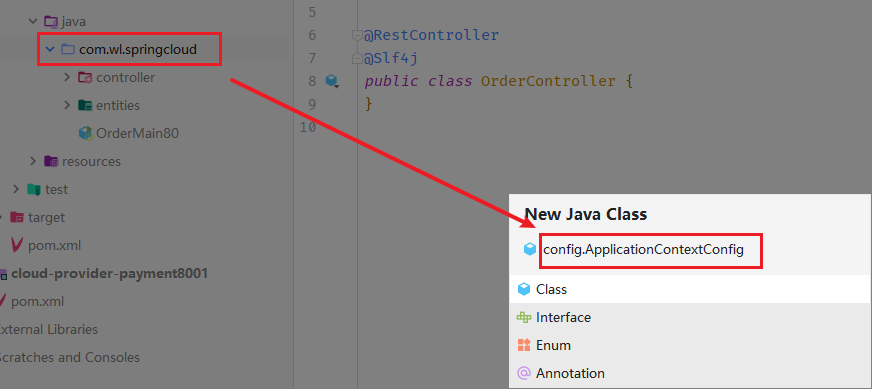 java
com.wl.springcloud
controller
entities
OrderMain80
resources
test
target
pom.xml
cloud-provider-payment8001
pom.xml
External Libraries
Scratches and Consoles
5
6 @RestController
7 @Slf4j
8 public class OrderController {
9 }
10
New Java Class
config.ApplicationContextConfig
Class
Interface
Enum
Annotation